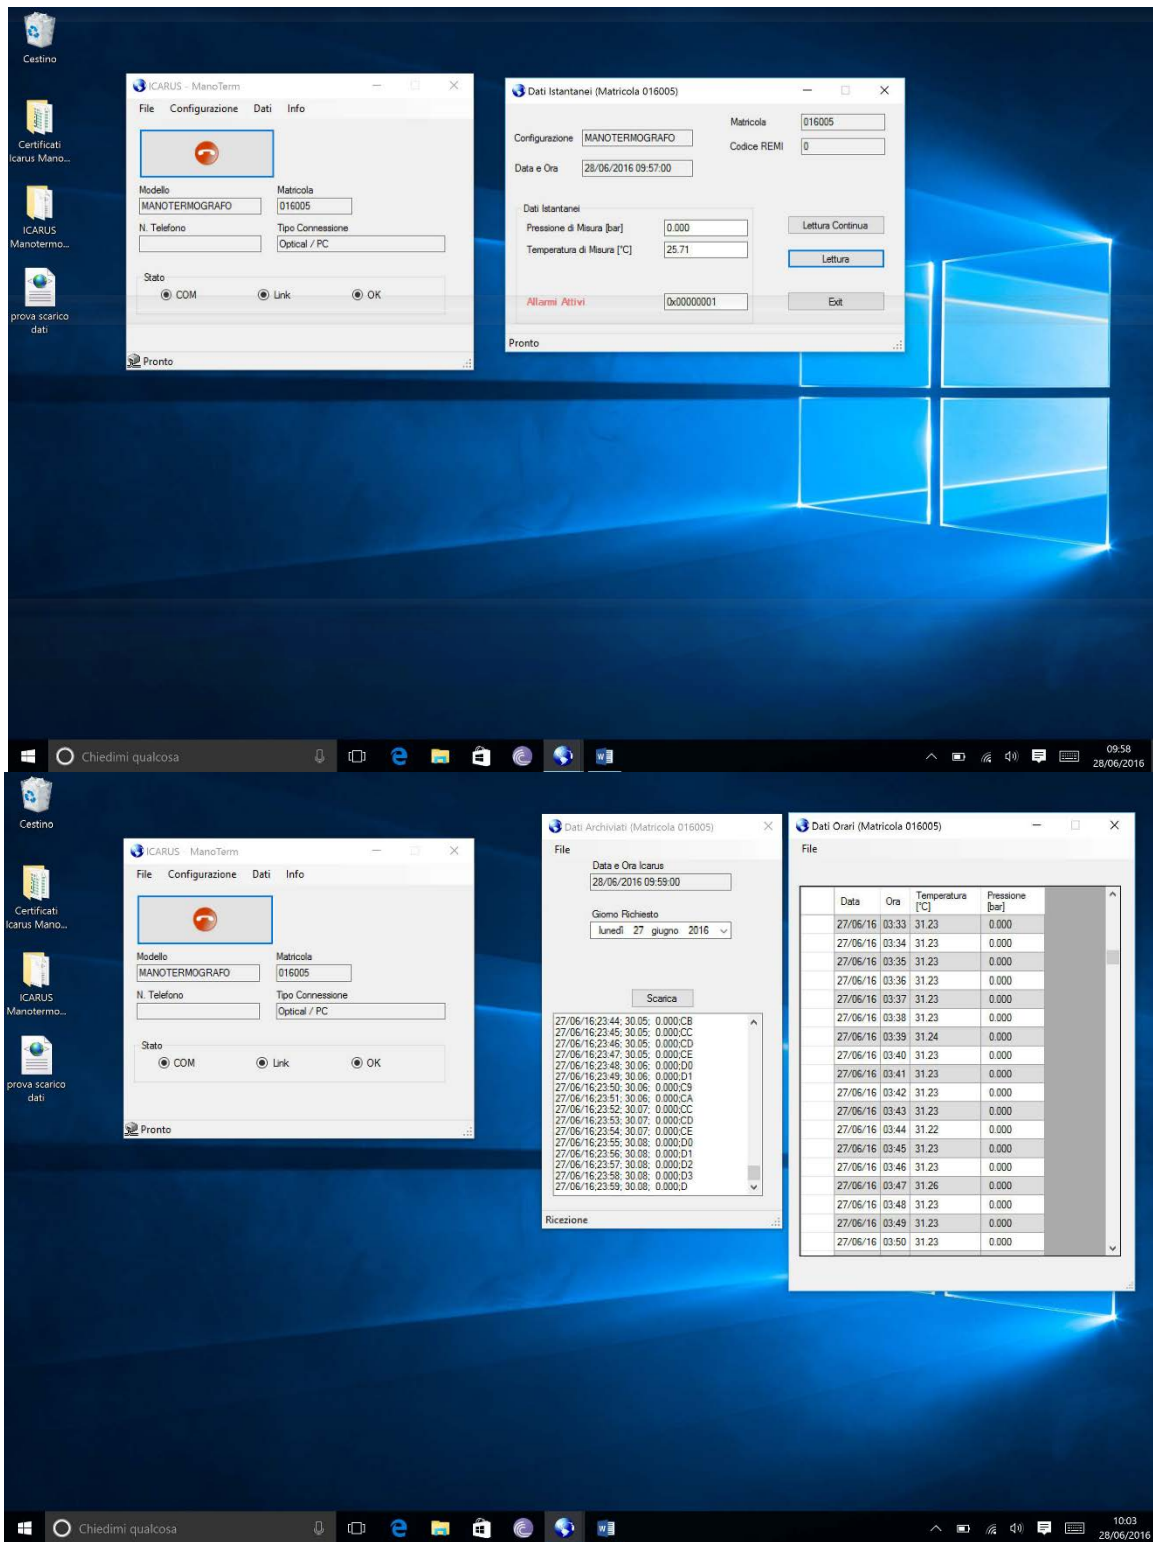 Cestino
Certificati
Icarus Mano...
ICARUS
Manotermo...
prova scarico
dati
ICARUS - ManoTerm
File Configurazione Dati Info
Modello Matricola
MANOTERMOGRAFO 016005
N. Telefono Tipo Connessione
Optical / PC
Stato
COM Link OK
Pronto
Dati Istantanei (Matricola 016005)
Matricola 016005
Configurazione MANOTERMOGRAFO
Codice REMI 0
Data e Ora 28/06/2016 09:57:00
Dati Istantanei
Pressione di Misura [bar] 0.000
Lettura Continua
Temperatura di Misura [°C] 25.71
Lettura
Allarmi Attivi 0x00000001
Exit
Pronto
Chiedimi qualcosa
09:58
28/06/2016
Cestino
Certificati
Icarus Mano...
ICARUS
Manotermo...
prova scarico
dati
ICARUS - ManoTerm
File Configurazione Dati Info
Modello Matricola
MANOTERMOGRAFO 016005
N. Telefono Tipo Connessione
Optical / PC
Stato
COM Link OK
Pronto
Dati Archiviati (Matricola 016005)
File
Data e Ora Icarus
28/06/2016 09:59:00
Giorno Richiesto
lunedì 27 giugno 2016
Scarica
27/06/16;23:44; 30.05; 0.000;CB
27/06/16;23:45; 30.05; 0.000;CC
27/06/16;23:46; 30.05; 0.000;CD
27/06/16;23:47; 30.05; 0.000;CE
27/06/16;23:48; 30.06; 0.000;D0
27/06/16;23:49; 30.06; 0.000;D1
27/06/16;23:50; 30.06; 0.000;C9
27/06/16;23:51; 30.06; 0.000;CA
27/06/16;23:52; 30.07; 0.000;CC
27/06/16;23:53; 30.07; 0.000;CD
27/06/16;23:54; 30.07; 0.000;CE
27/06/16;23:55; 30.08; 0.000;D0
27/06/16;23:56; 30.08; 0.000;D1
27/06/16;23:57; 30.08; 0.000;D2
27/06/16;23:58; 30.08; 0.000;D3
27/06/16;23:59; 30.08; 0.000;D
Ricezione
Dati Orari (Matricola 016005)
File
Data Ora Temperatura [°C] Pressione [bar]
27/06/16 03:33 31.23 0.000
27/06/16 03:34 31.23 0.000
27/06/16 03:35 31.23 0.000
27/06/16 03:36 31.23 0.000
27/06/16 03:37 31.23 0.000
27/06/16 03:38 31.23 0.000
27/06/16 03:39 31.24 0.000
27/06/16 03:40 31.23 0.000
27/06/16 03:41 31.23 0.000
27/06/16 03:42 31.23 0.000
27/06/16 03:43 31.23 0.000
27/06/16 03:44 31.22 0.000
27/06/16 03:45 31.23 0.000
27/06/16 03:46 31.23 0.000
27/06/16 03:47 31.26 0.000
27/06/16 03:48 31.23 0.000
27/06/16 03:49 31.23 0.000
27/06/16 03:50 31.23 0.000
Chiedimi qualcosa
10:03
28/06/2016